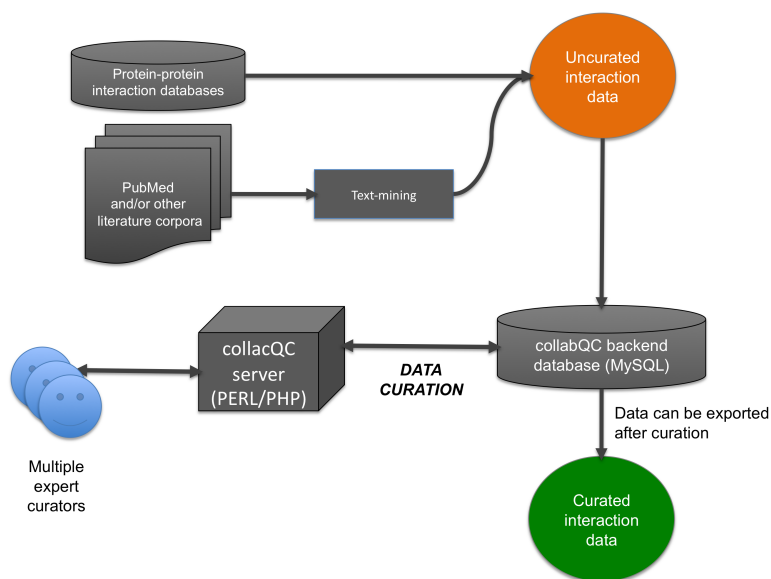 Protein-protein
interaction databases
Uncurated
interaction
data
PubMed
and/or other
literature corpora
Text-mining
collacQC
server
(PERL/PHP)
DATA
CURATION
collabQC backend
database (MySQL)
Data can be exported
after curation
Multiple
expert
curators
Curated
interaction
data